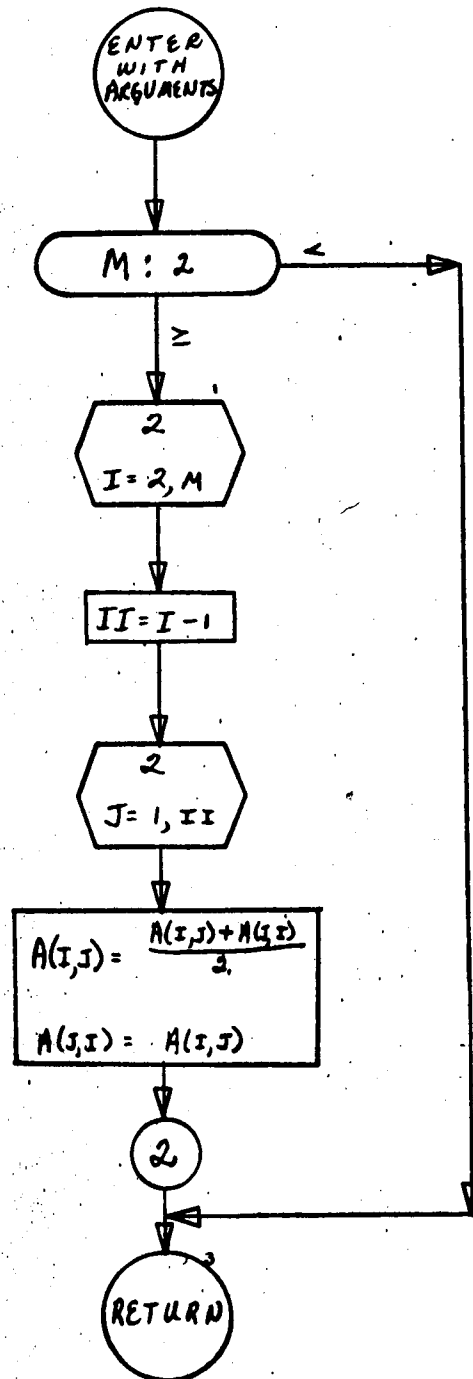 ENTER
WITH
ARGUMENTS
M : 2
<
≥
2
I = 2, M
II = I - 1
2
J = 1, II
A(I,J) = A(I,J) + A(J,I)
2.
A(J,I) = A(I,J)
2
RETURN